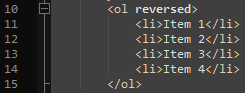 10 <ol reversed>
11 <li>Item 1</li>
12 <li>Item 2</li>
13 <li>Item 3</li>
14 <li>Item 4</li>
15 </ol>